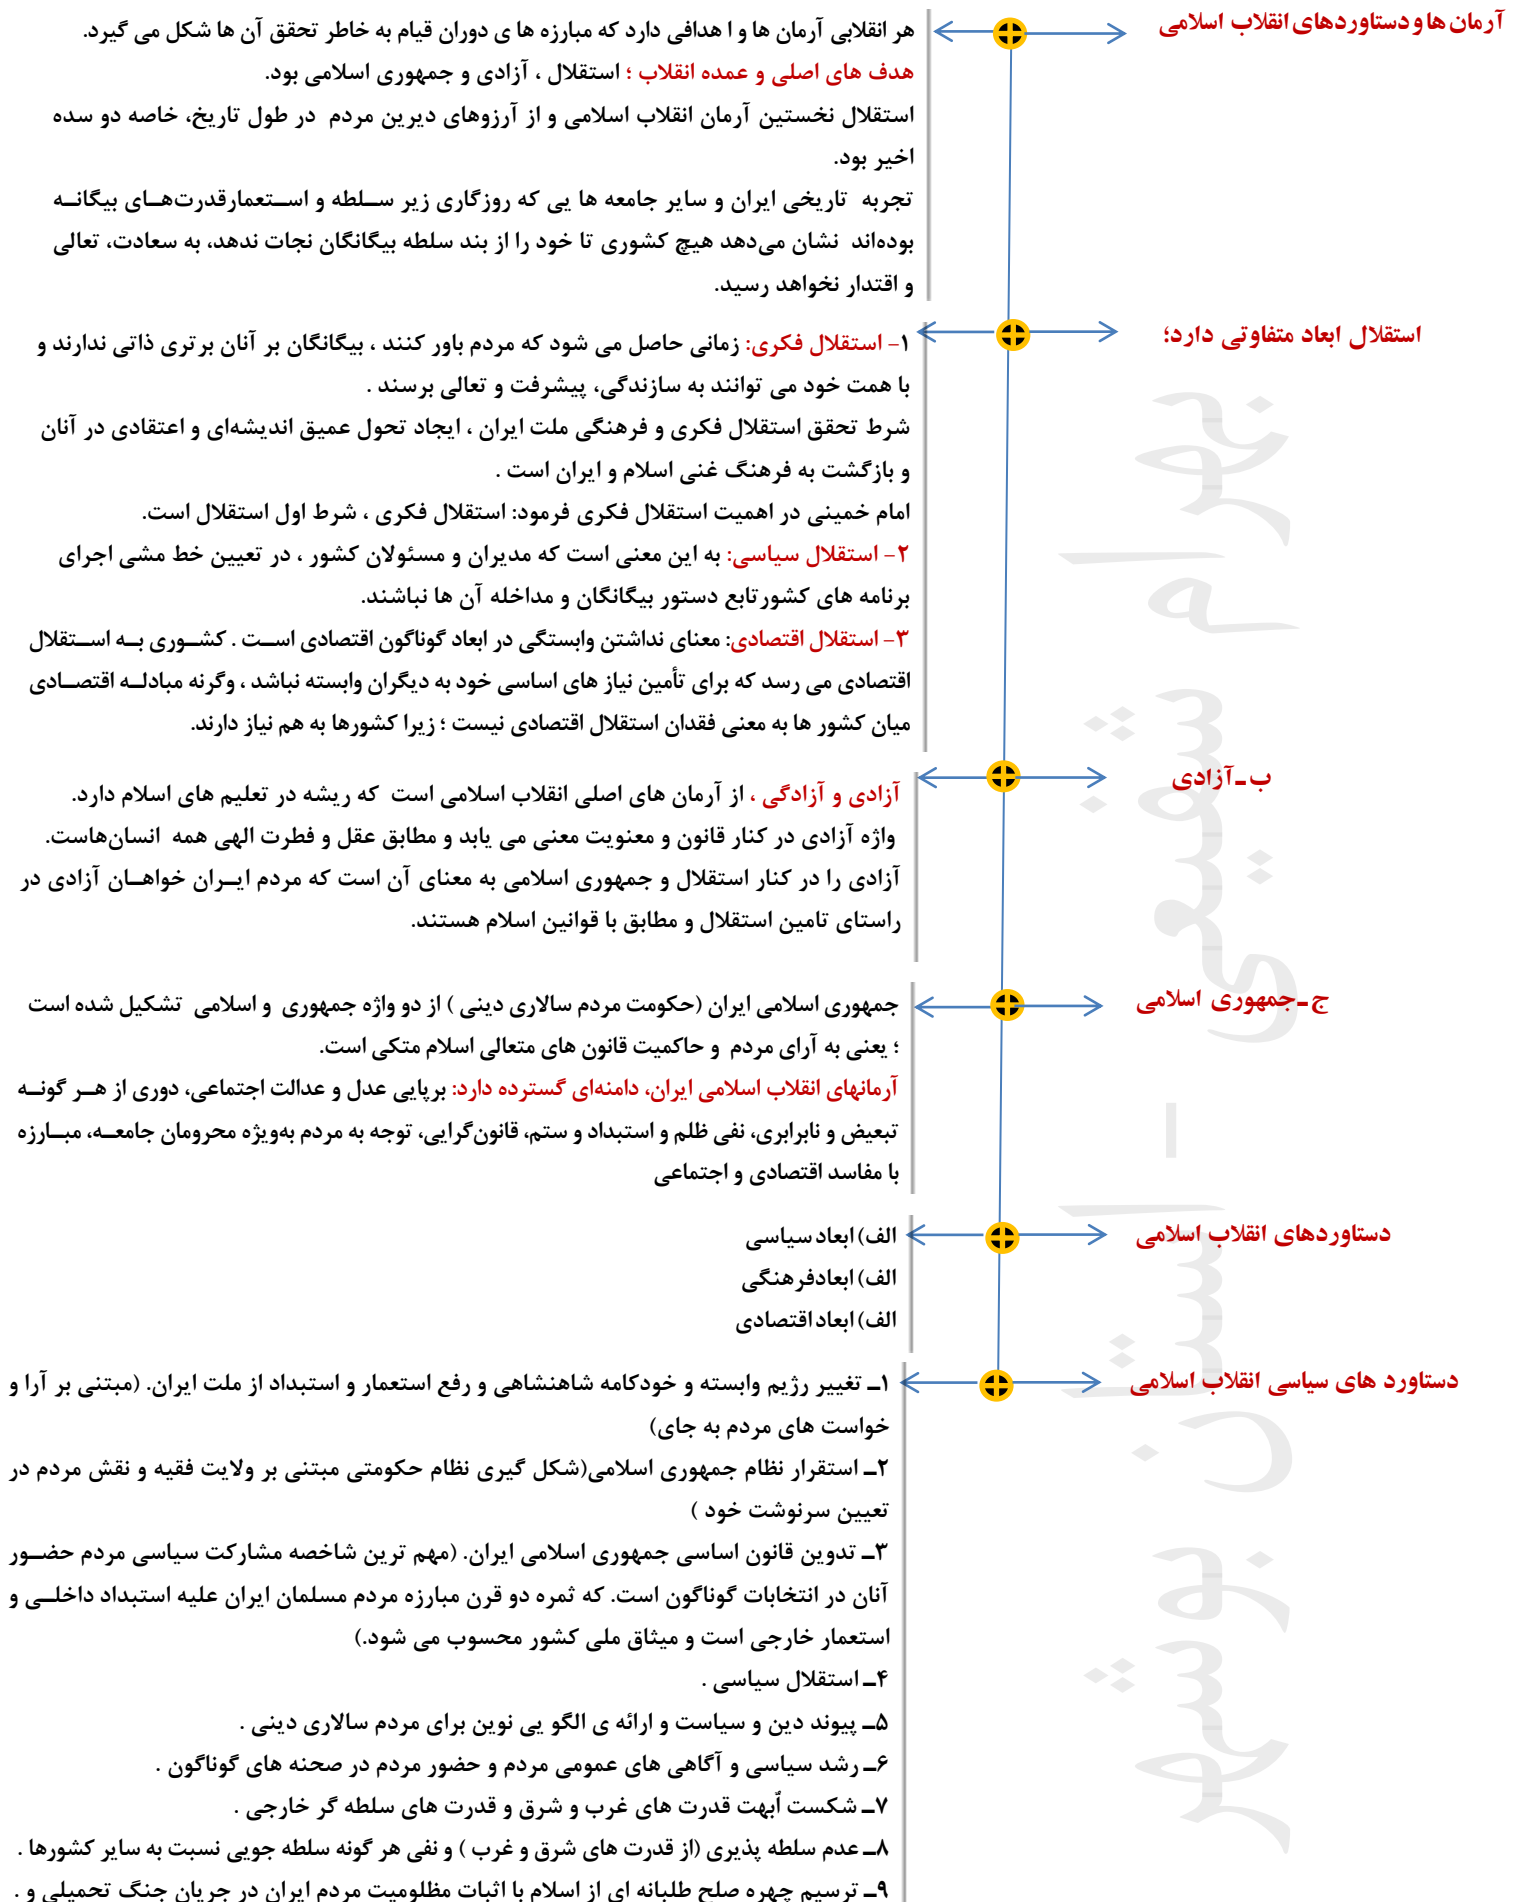 آرمان ها و دستاوردهای انقلاب اسلامی
هر انقلابی آرمان ها و ا هدافی دارد که مبارزه ها ی دوران قیام به خاطر تحقق آن ها شکل می گیرد.
هدف های اصلی و عمده انقلاب ؛ استقلال ، آزادی و جمهوری اسلامی بود.
استقلال نخستین آرمان انقلاب اسلامی و از آرزوهای دیرین مردم در طول تاریخ، خاصه دو سده
اخیر بود.
تجربه تاریخی ایران و سایر جامعه ها یی که روزگاری زیر سلطه و استعمارقدرت‌های بیگانه
بوده‌اند نشان می‌دهد هیچ کشوری تا خود را از بند سلطه بیگانگان نجات ندهد، به سعادت، تعالی
و اقتدار نخواهد رسید.
استقلال ابعاد متفاوتی دارد؛
۱- استقلال فکری: زمانی حاصل می شود که مردم باور کنند ، بیگانگان بر آنان برتری ذاتی ندارند و
با همت خود می توانند به سازندگی، پیشرفت و تعالی برسند .
شرط تحقق استقلال فکری و فرهنگی ملت ایران ، ایجاد تحول عمیق اندیشه‌ای و اعتقادی در آنان
و بازگشت به فرهنگ غنی اسلام و ایران است .
امام خمینی در اهمیت استقلال فکری فرمود: استقلال فکری ، شرط اول استقلال است.
۲- استقلال سیاسی: به این معنی است که مدیران و مسئولان کشور ، در تعیین خط مشی اجرای
برنامه های کشورتابع دستور بیگانگان و مداخله آن ها نباشند.
۳- استقلال اقتصادی: معنای نداشتن وابستگی در ابعاد گوناگون اقتصادی است . کشوری به استقلال
اقتصادی می رسد که برای تأمین نیاز های اساسی خود به دیگران وابسته نباشد ، وگرنه مبادله اقتصادی
میان کشور ها به معنی فقدان استقلال اقتصادی نیست ؛ زیرا کشورها به هم نیاز دارند.
ب ـ آزادی
آزادی و آزادگی ، از آرمان های اصلی انقلاب اسلامی است که ریشه در تعلیم های اسلام دارد.
واژه آزادی در کنار قانون و معنویت معنی می یابد و مطابق عقل و فطرت الهی همه انسان‌هاست.
آزادی را در کنار استقلال و جمهوری اسلامی به معنای آن است که مردم ایران خواهان آزادی در
راستای تامین استقلال و مطابق با قوانین اسلام هستند.
ج ـ جمهوری اسلامی
جمهوری اسلامی ایران (حکومت مردم سالاری دینی ) از دو واژه جمهوری و اسلامی تشکیل شده است
؛ یعنی به آرای مردم و حاکمیت قانون های متعالی اسلام متکی است.
آرمانهای انقلاب اسلامی ایران، دامنه‌ای گسترده دارد: برپایی عدل و عدالت اجتماعی، دوری از هر گونه
تبعیض و نابرابری، نفی ظلم و استبداد و ستم، قانون‌گرایی، توجه به مردم به‌ویژه محرومان جامعه، مبارزه
با مفاسد اقتصادی و اجتماعی
دستاوردهای انقلاب اسلامی
الف) ابعاد سیاسی
الف) ابعادفرهنگی
الف) ابعاد اقتصادی
دستاورد های سیاسی انقلاب اسلامی
۱ـ تغییر رژیم وابسته و خودکامه شاهنشاهی و رفع استعمار و استبداد از ملت ایران. (مبتنی بر آرا و
خواست های مردم به جای)
۲ـ استقرار نظام جمهوری اسلامی(شکل گیری نظام حکومتی مبتنی بر ولایت فقیه و نقش مردم در
تعیین سرنوشت خود )
۳ـ تدوین قانون اساسی جمهوری اسلامی ایران. (مهم ترین شاخصه مشارکت سیاسی مردم حضور
آنان در انتخابات گوناگون است. که ثمره دو قرن مبارزه مردم مسلمان ایران علیه استبداد داخلی و
استعمار خارجی است و میثاق ملی کشور محسوب می شود.)
۴ـ استقلال سیاسی .
۵ـ پیوند دین و سیاست و ارائه ی الگو یی نوین برای مردم سالاری دینی .
۶ـ رشد سیاسی و آگاهی های عمومی مردم و حضور مردم در صحنه های گوناگون .
۷ـ شکست اُبهت قدرت های غرب و شرق و قدرت های سلطه گر خارجی .
۸ـ عدم سلطه پذیری (از قدرت های شرق و غرب ) و نفی هر گونه سلطه جویی نسبت به سایر کشورها .
۹ـ ترسیم چهره صلح طلبانه ای از اسلام با اثبات مظلومیت مردم ایران در جریان جنگ تحمیلی و .
بهرام شفیعی - استان بوشهر